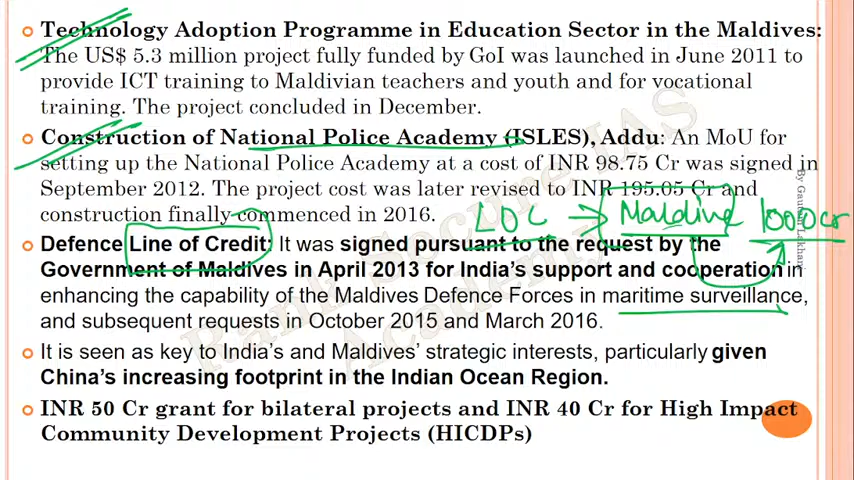 Technology Adoption Programme in Education Sector in the Maldives:
The US$ 5.3 million project fully funded by GoI was launched in June 2011 to
provide ICT training to Maldivian teachers and youth and for vocational
training. The project concluded in December.
Construction of National Police Academy (ISLES), Addu: An MoU for
setting up the National Police Academy at a cost of INR 98.75 Cr was signed in
September 2012. The project cost was later revised to INR 195.05 Cr and
construction finally commenced in 2016.
LOC ⇒ Maldive 1000 cr
Defence Line of Credit: It was signed pursuant to the request by the
Government of Maldives in April 2013 for India's support and cooperation in
enhancing the capability of the Maldives Defence Forces in maritime surveillance,
and subsequent requests in October 2015 and March 2016.
It is seen as key to India's and Maldives' strategic interests, particularly given
China's increasing footprint in the Indian Ocean Region.
INR 50 Cr grant for bilateral projects and INR 40 Cr for High Impact
Community Development Projects (HICDPs)
Rank Secure IAS
Academy